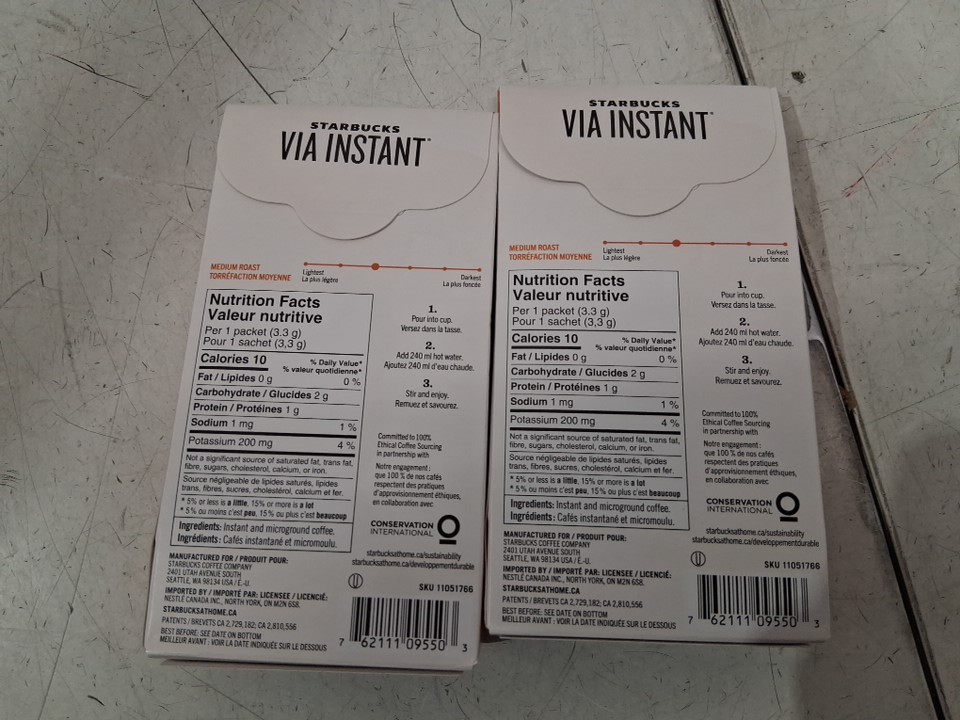 STARBUCKS
VIA INSTANT™
MEDIUM ROAST
TORRÉFACTION MOYENNE
Lightest
La plus légère
Darkest
La plus foncée
Nutrition Facts
Valeur nutritive
Per 1 packet (3.3 g)
Pour 1 sachet (3,3 g)
Calories 10
% Daily Value*
% valeur quotidienne*
Fat / Lipides 0 g 0 %
Carbohydrate / Glucides 2 g
Protein / Protéines 1 g
Sodium 1 mg 1 %
Potassium 200 mg 4 %
Not a significant source of saturated fat, trans fat,
fibre, sugars, cholesterol, calcium, or iron.
Source négligeable de lipides saturés, lipides
trans, fibres, sucres, cholestérol, calcium et fer.
* 5% or less is a little, 15% or more is a lot
* 5% ou moins c'est peu, 15% ou plus c'est beaucoup
Ingredients: Instant and microground coffee.
Ingrédients: Cafés instantané et micromoulu.
1.
Pour into cup.
Versez dans la tasse.
2.
Add 240 ml hot water.
Ajoutez 240 ml d'eau chaude.
3.
Stir and enjoy.
Remuez et savourez.
Committed to 100%
Ethical Coffee Sourcing
in partnership with
Notre engagement :
que 100 % de nos cafés
respectent des pratiques
d'approvisionnement éthiques,
en collaboration avec
CONSERVATION
INTERNATIONAL
starbucksathome.ca/sustainability
starbucksathome.ca/developpementdurable
MANUFACTURED FOR / PRODUIT POUR:
STARBUCKS COFFEE COMPANY
2401 UTAH AVENUE SOUTH
SEATTLE, WA 98134 USA / É.-U.
IMPORTED BY / IMPORTÉ PAR: LICENSEE / LICENCIÉ:
NESTLÉ CANADA INC., NORTH YORK, ON M2N 6S8.
STARBUCKSATHOME.CA
PATENTS / BREVETS CA 2,729,182; CA 2,810,556
BEST BEFORE: SEE DATE ON BOTTOM
MEILLEUR AVANT : VOIR LA DATE INDIQUÉE SUR LE DESSOUS
SKU 11051766
7 62111 09550 3
STARBUCKS
VIA INSTANT™
MEDIUM ROAST
TORRÉFACTION MOYENNE
Lightest
La plus légère
Darkest
La plus foncée
Nutrition Facts
Valeur nutritive
Per 1 packet (3.3 g)
Pour 1 sachet (3,3 g)
Calories 10
% Daily Value*
% valeur quotidienne*
Fat / Lipides 0 g 0 %
Carbohydrate / Glucides 2 g
Protein / Protéines 1 g
Sodium 1 mg 1 %
Potassium 200 mg 4 %
Not a significant source of saturated fat, trans fat,
fibre, sugars, cholesterol, calcium, or iron.
Source négligeable de lipides saturés, lipides
trans, fibres, sucres, cholestérol, calcium et fer.
* 5% or less is a little, 15% or more is a lot
* 5% ou moins c'est peu, 15% ou plus c'est beaucoup
Ingredients: Instant and microground coffee.
Ingrédients: Cafés instantané et micromoulu.
1.
Pour into cup.
Versez dans la tasse.
2.
Add 240 ml hot water.
Ajoutez 240 ml d'eau chaude.
3.
Stir and enjoy.
Remuez et savourez.
Committed to 100%
Ethical Coffee Sourcing
in partnership with
Notre engagement :
que 100 % de nos cafés
respectent des pratiques
d'approvisionnement éthiques,
en collaboration avec
CONSERVATION
INTERNATIONAL
starbucksathome.ca/sustainability
starbucksathome.ca/developpementdurable
MANUFACTURED FOR / PRODUIT POUR:
STARBUCKS COFFEE COMPANY
2401 UTAH AVENUE SOUTH
SEATTLE, WA 98134 USA / É.-U.
IMPORTED BY / IMPORTÉ PAR: LICENSEE / LICENCIÉ:
NESTLÉ CANADA INC., NORTH YORK, ON M2N 6S8.
STARBUCKSATHOME.CA
PATENTS / BREVETS CA 2,729,182; CA 2,810,556
BEST BEFORE: SEE DATE ON BOTTOM
MEILLEUR AVANT : VOIR LA DATE INDIQUÉE SUR LE DESSOUS
SKU 11051766
7 62111 09550 3